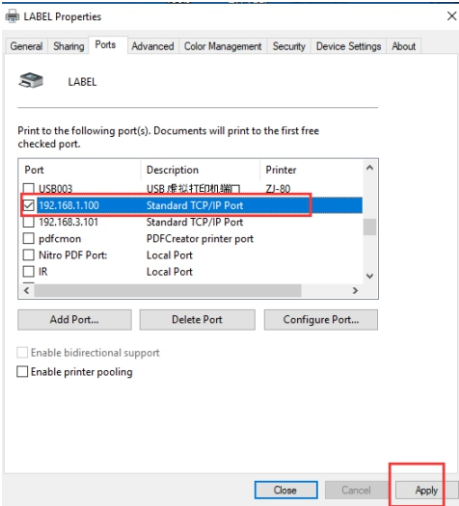 LABEL Properties
General Sharing Ports Advanced Color Management Security Device Settings About
LABEL
Print to the following port(s). Documents will print to the first free
checked port.
Port Description Printer
USB003 USB 虚拟打印机端口 ZJ-80
192.168.1.100 Standard TCP/IP Port
192.168.3.101 Standard TCP/IP Port
pdfcmon PDFCreator printer port
Nitro PDF Port: Local Port
IR Local Port
Add Port... Delete Port Configure Port...
Enable bidirectional support
Enable printer pooling
Close Cancel Apply